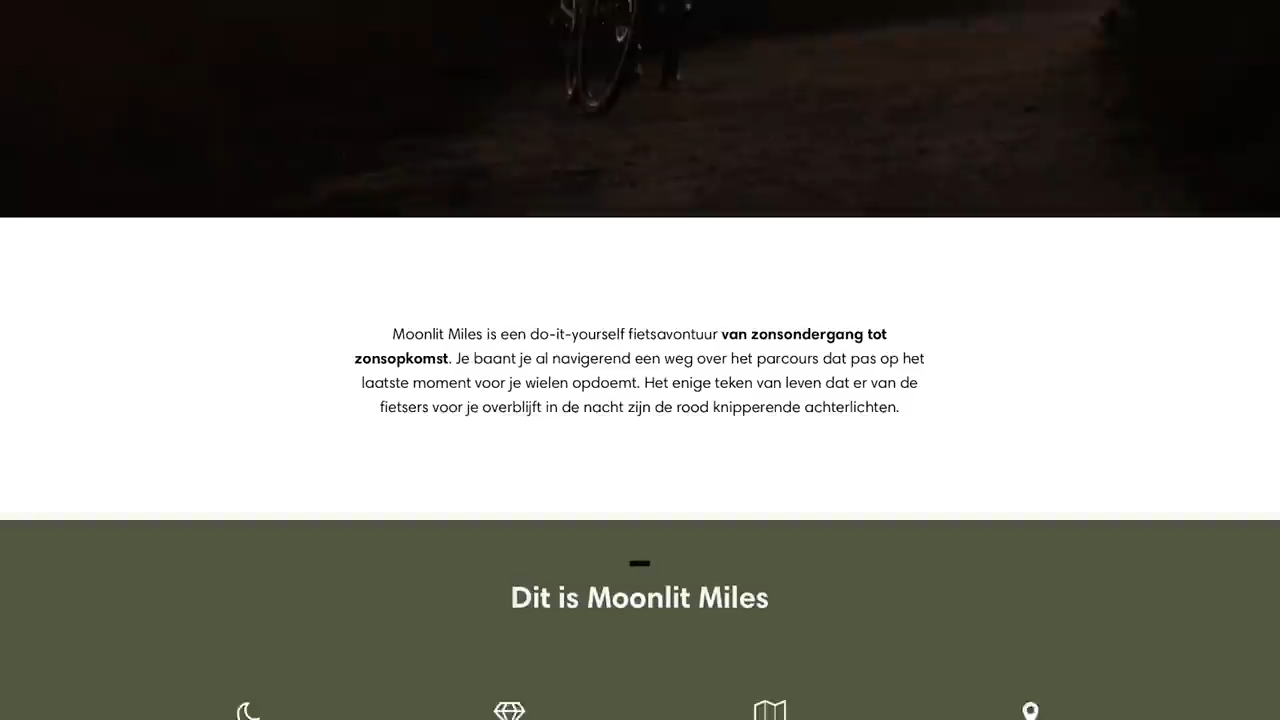 Moonlit Miles is een do-it-yourself fietsavontuur van zonsondergang tot
zonsopkomst. Je baant je al navigerend een weg over het parcours dat pas op het
laatste moment voor je wielen opdoemt. Het enige teken van leven dat er van de
fietsers voor je overblijft in de nacht zijn de rood knipperende achterlichten.
Dit is Moonlit Miles